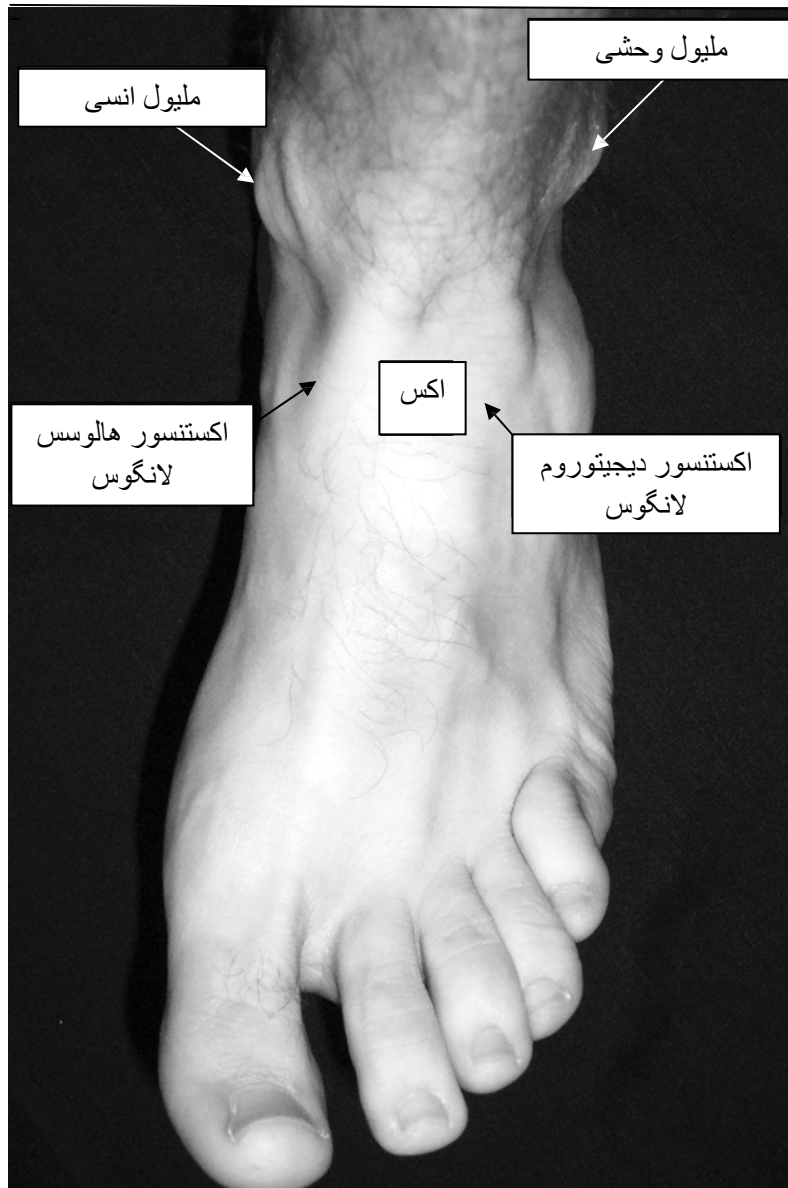 ملیول وحشی
ملیول انسی
اکس
اکستنسور هالوسس
لانگوس
اکستنسور دیجیتوروم
لانگوس